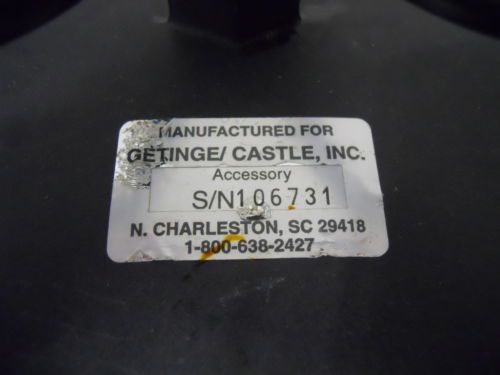 MANUFACTURED FOR
GETINGE/ CASTLE, INC.
Accessory
S/N106731
N. CHARLESTON, SC 29418
1-800-638-2427